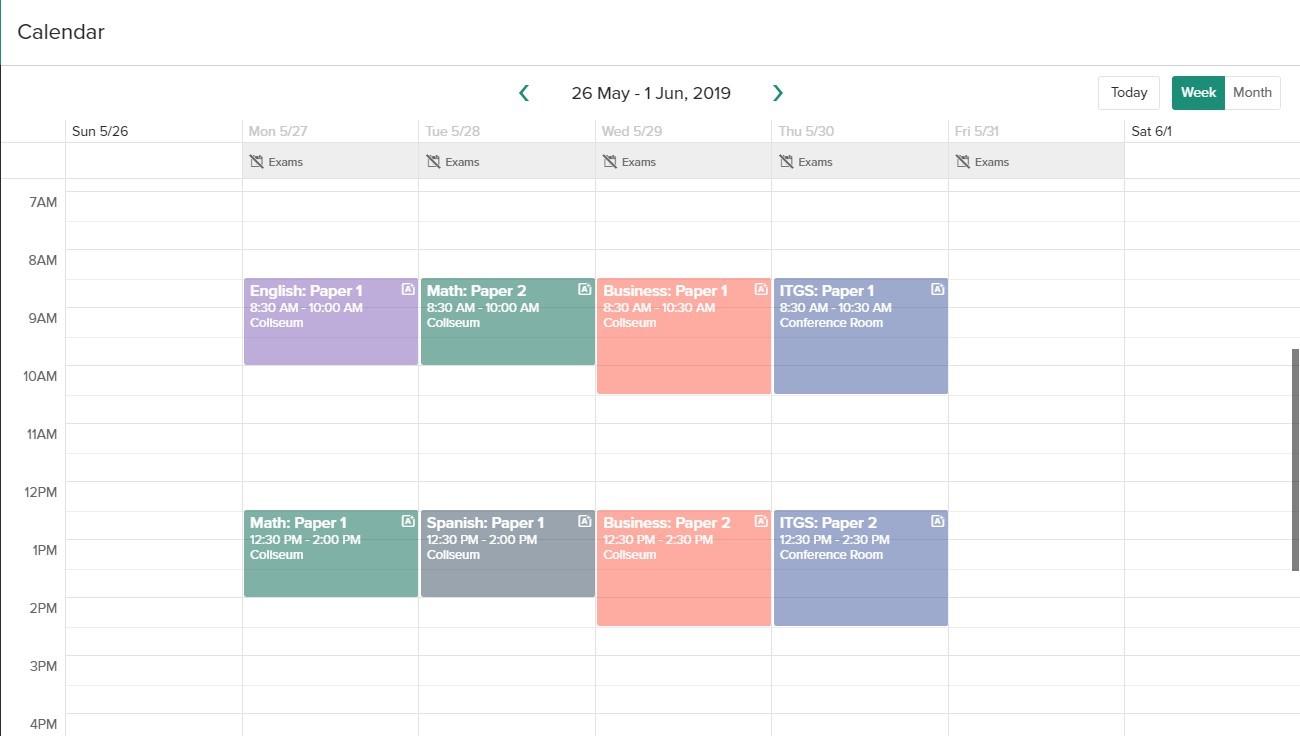 Calendar
26 May - 1 Jun, 2019
Today
Week
Month
Sun 5/26
Mon 5/27
Tue 5/28
Wed 5/29
Thu 5/30
Fri 5/31
Sat 6/1
Exams
Exams
Exams
Exams
Exams
7AM
8AM
English: Paper 1
8:30 AM - 10:00 AM
Coliseum
Math: Paper 2
8:30 AM - 10:00 AM
Coliseum
Business: Paper 1
8:30 AM - 10:30 AM
Coliseum
ITGS: Paper 1
8:30 AM - 10:30 AM
Conference Room
9AM
10AM
11AM
12PM
Math: Paper 1
12:30 PM - 2:00 PM
Coliseum
Spanish: Paper 1
12:30 PM - 2:00 PM
Coliseum
Business: Paper 2
12:30 PM - 2:30 PM
Coliseum
ITGS: Paper 2
12:30 PM - 2:30 PM
Conference Room
1PM
2PM
3PM
4PM